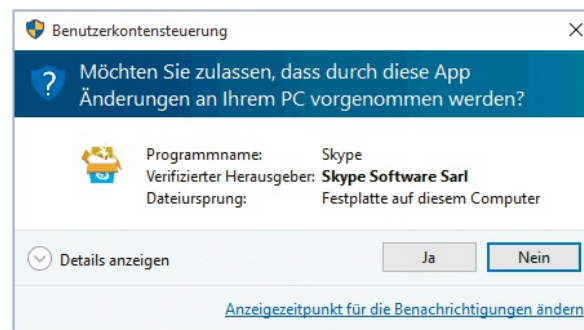 Benutzerkontensteuerung
Möchten Sie zulassen, dass durch diese App
Änderungen an Ihrem PC vorgenommen werden?
Programmname: Skype
Verifizierter Herausgeber: Skype Software Sarl
Dateiursprung: Festplatte auf diesem Computer
Details anzeigen Ja Nein
Anzeigezeitpunkt für die Benachrichtigungen ändern